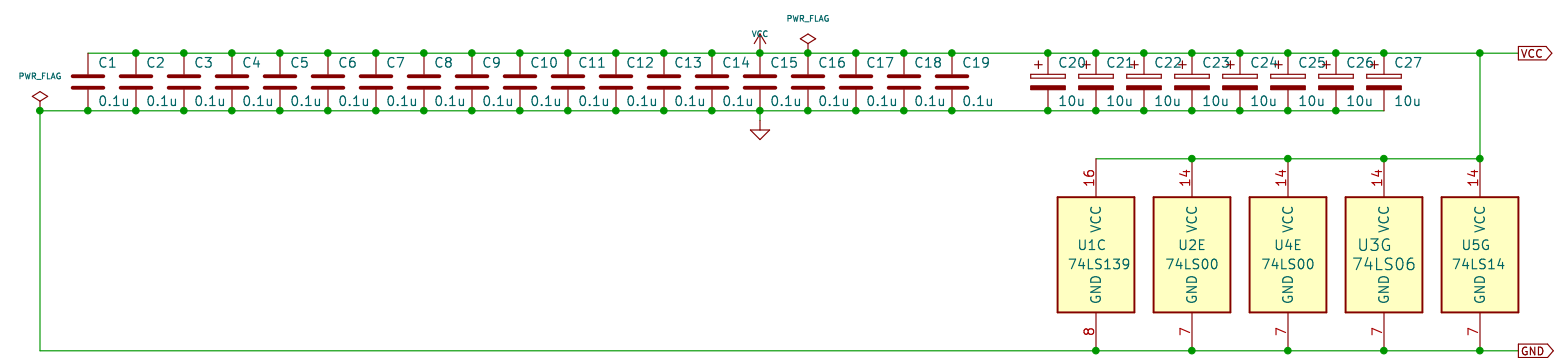 PWR_FLAG
VCC
PWR_FLAG
C1 C2 C3 C4 C5 C6 C7 C8 C9 C10 C11 C12 C13 C14 C15 C16 C17 C18 C19 + C20 + C21 + C22 + C23 + C24 + C25 + C26 + C27 VCC
0.1u 0.1u 0.1u 0.1u 0.1u 0.1u 0.1u 0.1u 0.1u 0.1u 0.1u 0.1u 0.1u 0.1u 0.1u 0.1u 0.1u 0.1u 0.1u 10u 10u 10u 10u 10u 10u 10u 10u
16 14 14 14 14
VCC VCC VCC VCC VCC
U1C U2E U4E U3G U5G
74LS139 74LS00 74LS00 74LS06 74LS14
GND GND GND GND GND
8 7 7 7 7
GND